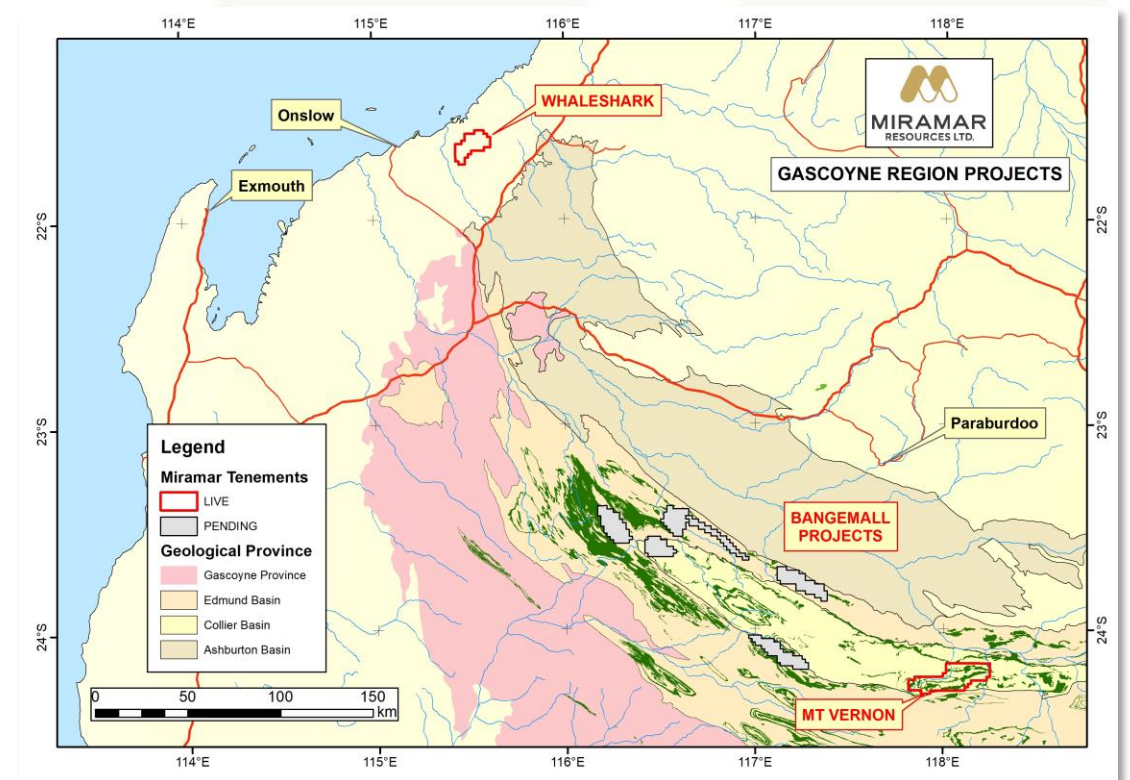 114°E
115°E
116°E
117°E
118°E
WHALESHARK
Onslow
Exmouth
MIRAMAR
RESOURCES LTD.
GASCOYNE REGION PROJECTS
22°S
22°S
23°S
23°S
24°S
24°S
Paraburdoo
BANGEMALL
PROJECTS
MT VERNON
Legend
Miramar Tenements
LIVE
PENDING
Geological Province
Gascoyne Province
Edmund Basin
Collier Basin
Ashburton Basin
0 50 100 150
km
114°E
115°E
116°E
117°E
118°E